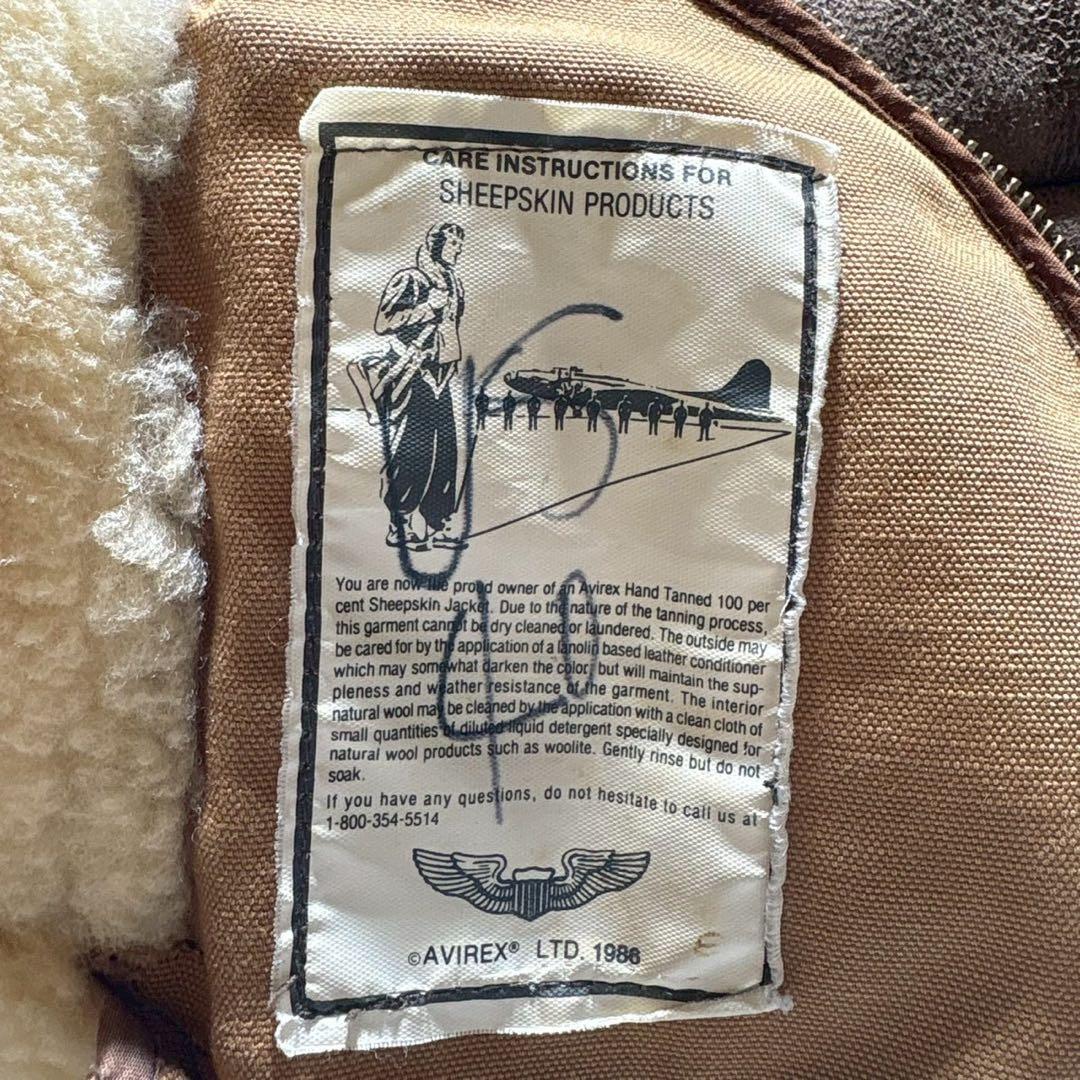 CARE INSTRUCTIONS FOR
SHEEPSKIN PRODUCTS
US
40
You are now the proud owner of an Avirex Hand Tanned 100 per
cent Sheepskin Jacket. Due to the nature of the tanning process,
this garment cannot be dry cleaned or laundered. The outside may
be cared for by the application of a lanolin based leather conditioner
which may somewhat darken the color, but will maintain the sup-
pleness and weather resistance of the garment. The interior
natural wool may be cleaned by the application with a clean cloth of
small quantities of diluted liquid detergent specially designed for
natural wool products such as woolite. Gently rinse but do not
soak.
If you have any questions, do not hesitate to call us at
1-800-354-5514
©AVIREX® LTD. 1986